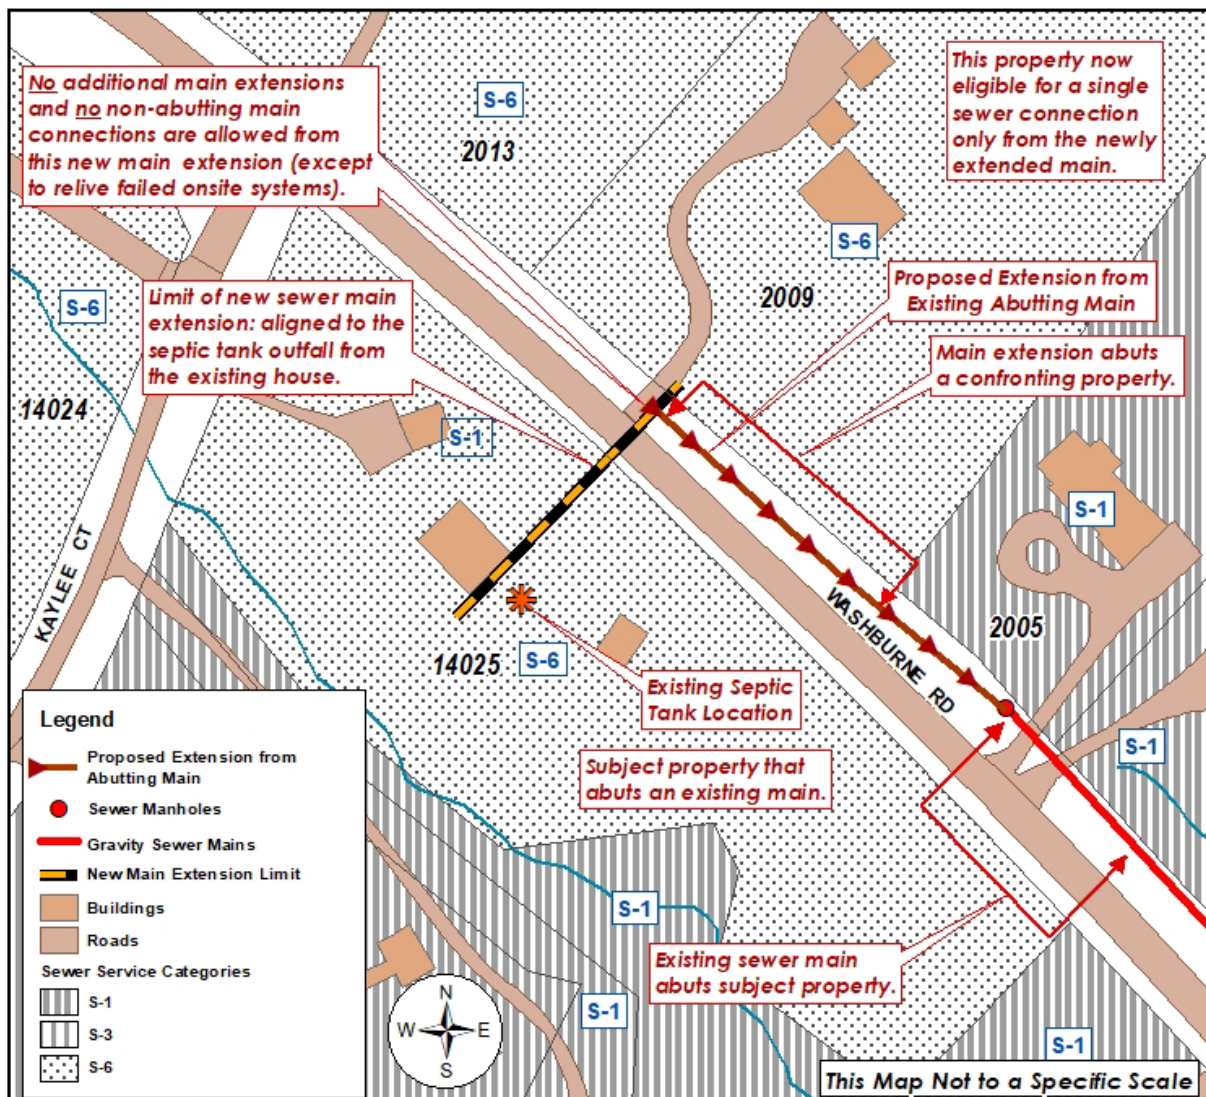 No additional main extensions
and no non-abutting main
connections are allowed from
this new main extension (except
to relive failed onsite systems).
S-6
2013
This property now
eligible for a single
sewer connection
only from the newly
extended main.
S-6
S-6
Limit of new sewer main
extension: aligned to the
septic tank outfall from
the existing house.
2009
Proposed Extension from
Existing Abutting Main
Main extension abuts
a confronting property.
14024
S-1
S-1
KAYLEE CT
WASHBURNE RD
2005
14025
S-6
Existing Septic
Tank Location
S-1
Subject property that
abuts an existing main.
S-1
Existing sewer main
abuts subject property.
S-1
S-1
Legend
Proposed Extension from
Abutting Main
Sewer Manholes
Gravity Sewer Mains
New Main Extension Limit
Buildings
Roads
Sewer Service Categories
S-1
S-3
S-6
N
W
E
S
This Map Not to a Specific Scale